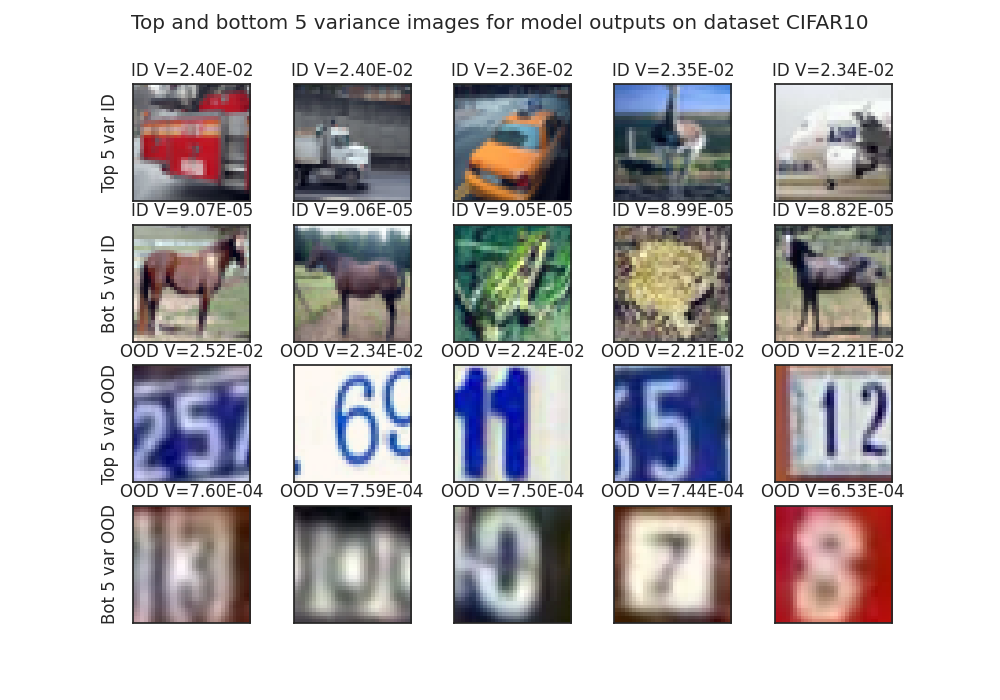 Top and bottom 5 variance images for model outputs on dataset CIFAR10
ID V=2.40E-02 ID V=2.40E-02 ID V=2.36E-02 ID V=2.35E-02 ID V=2.34E-02
Top 5 var ID
ID V=9.07E-05 ID V=9.06E-05 ID V=9.05E-05 ID V=8.99E-05 ID V=8.82E-05
Bot 5 var ID
OOD V=2.52E-02 OOD V=2.34E-02 OOD V=2.24E-02 OOD V=2.21E-02 OOD V=2.21E-02
Top 5 var OOD
257 69 11 55 12
OOD V=7.60E-04 OOD V=7.59E-04 OOD V=7.50E-04 OOD V=7.44E-04 OOD V=6.53E-04
Bot 5 var OOD
7 8